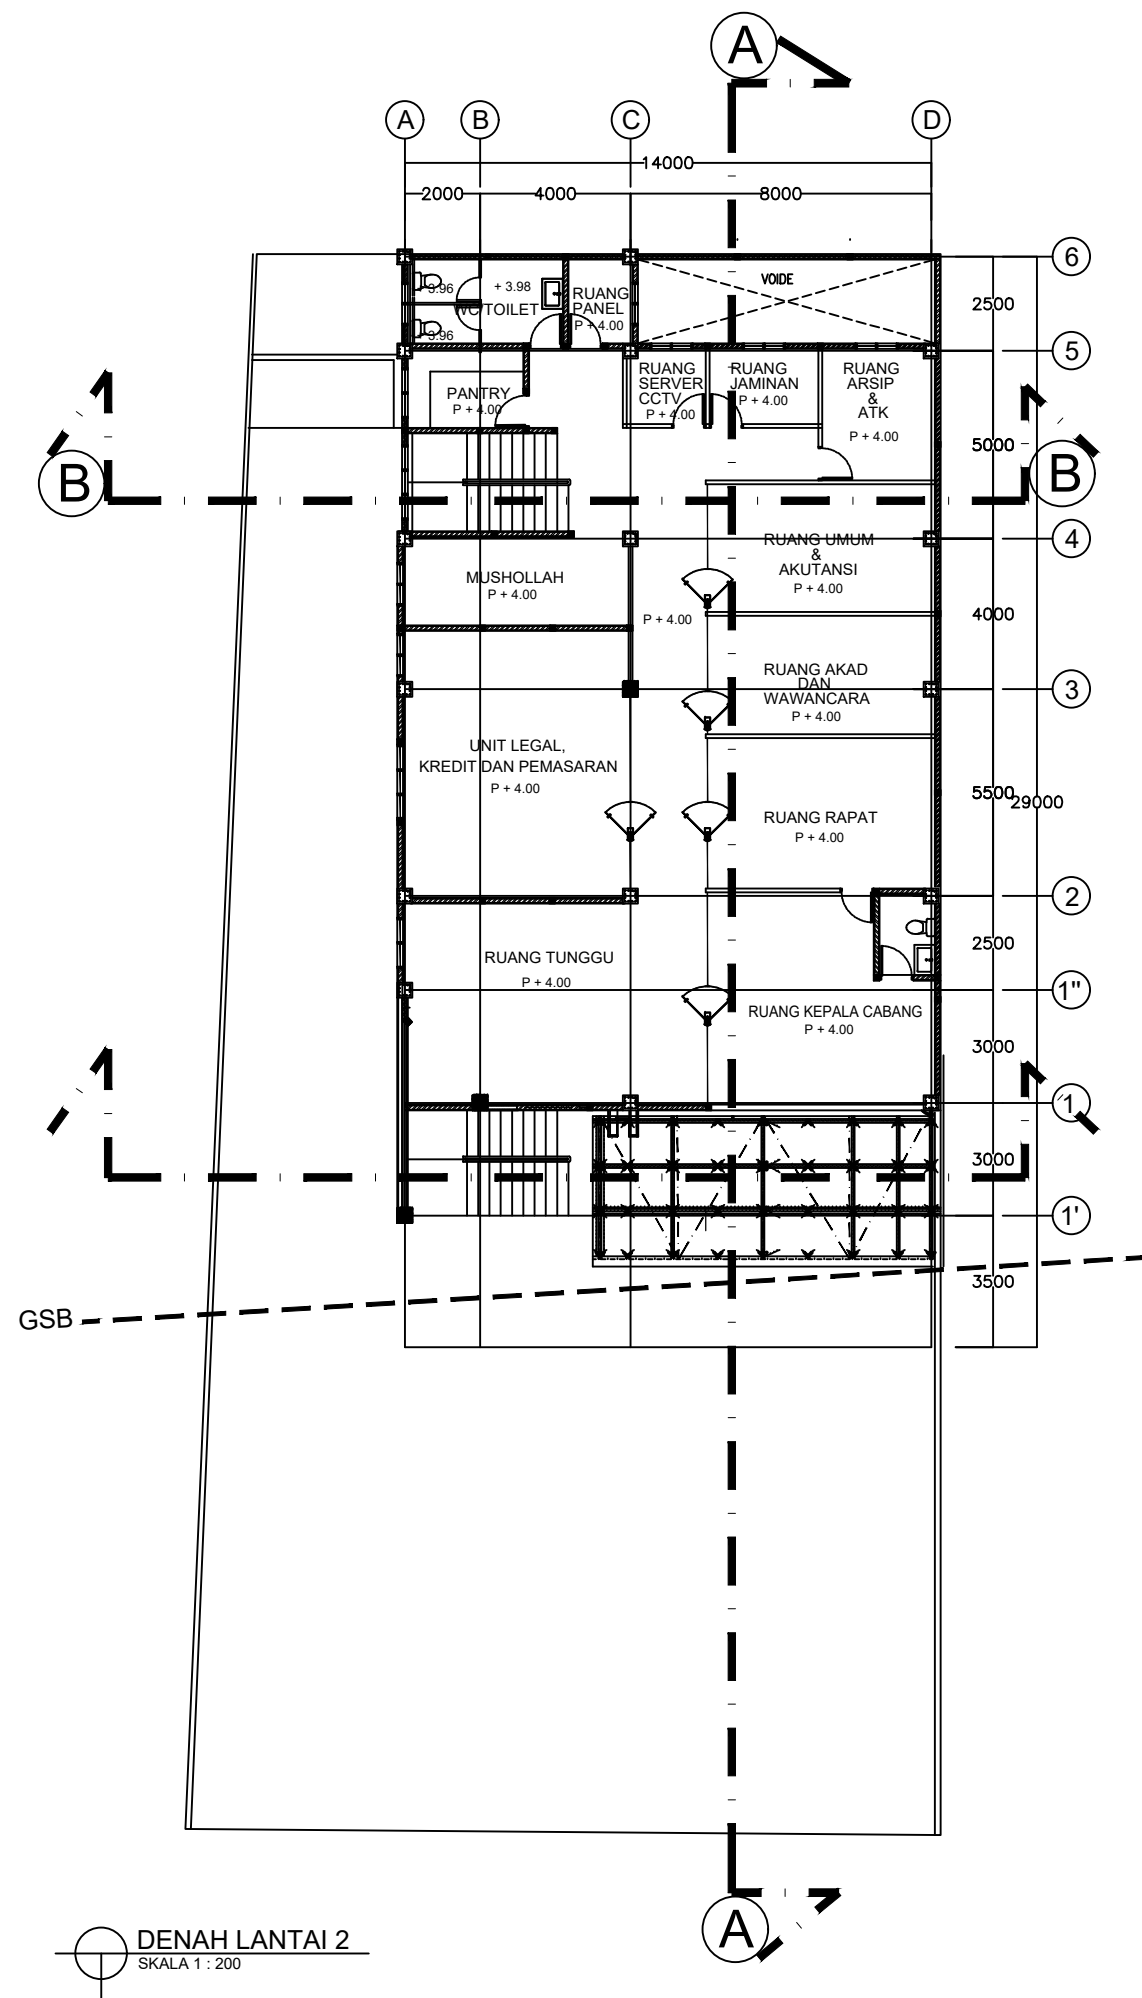 A
A
B
C
D
14000
2000
4000
8000
6
VOIDE
3.96
+ 3.98
WC/TOILET
RUANG
PANEL
P + 4.00
2500
3.96
5
PANTRY
P + 4.00
RUANG
SERVER
CCTV
P + 4.00
RUANG
JAMINAN
P + 4.00
RUANG
ARSIP
&
ATK
P + 4.00
5000
B
B
4
RUANG UMUM
&
AKUTANSI
P + 4.00
MUSHOLLAH
P + 4.00
P + 4.00
4000
RUANG AKAD
DAN
WAWANCARA
P + 4.00
3
UNIT LEGAL,
KREDIT DAN PEMASARAN
P + 4.00
5500
29000
RUANG RAPAT
P + 4.00
2
2500
RUANG TUNGGU
P + 4.00
1"
RUANG KEPALA CABANG
P + 4.00
3000
1
3000
1'
3500
GSB
A
DENAH LANTAI 2
SKALA 1 : 200